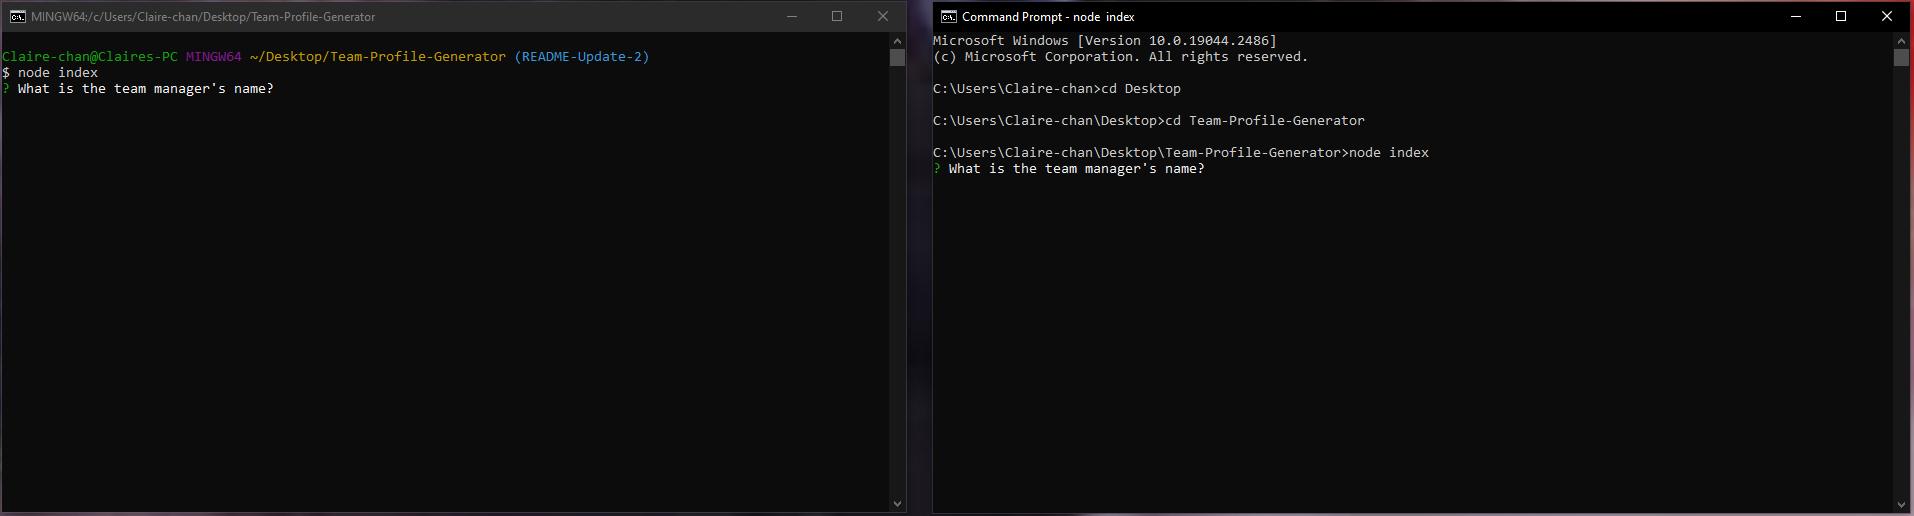 MINGW64:/c/Users/Claire-chan/Desktop/Team-Profile-Generator
Claire-chan@Claires-PC MINGW64 ~/Desktop/Team-Profile-Generator (README-Update-2)
$ node index
? What is the team manager's name?
Command Prompt - node  index
Microsoft Windows [Version 10.0.19044.2486]
(c) Microsoft Corporation. All rights reserved.
C:\Users\Claire-chan>cd Desktop
C:\Users\Claire-chan\Desktop>cd Team-Profile-Generator
C:\Users\Claire-chan\Desktop\Team-Profile-Generator>node index
? What is the team manager's name?